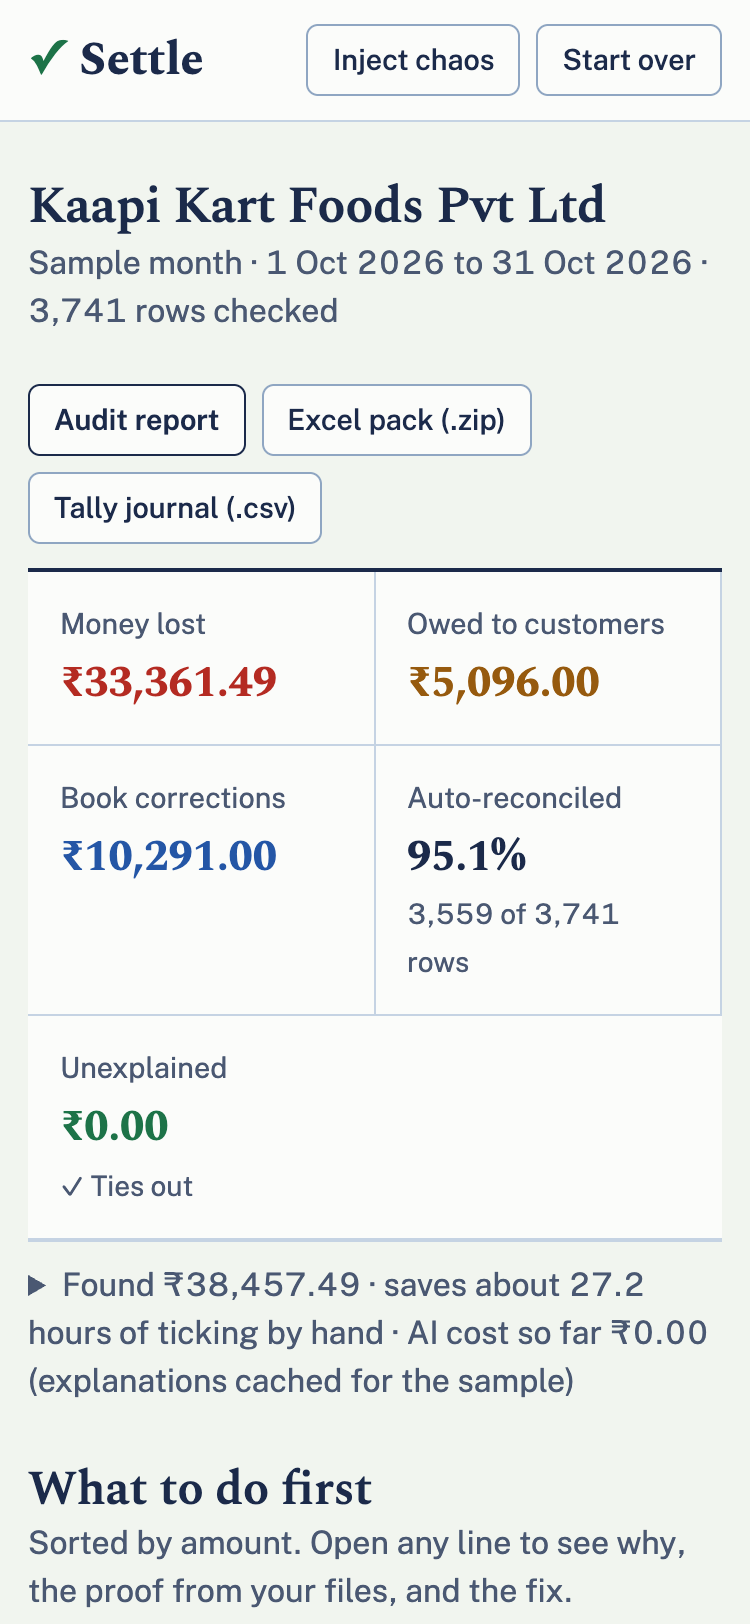 ✓ Settle
Inject chaos
Start over
Kaapi Kart Foods Pvt Ltd
Sample month · 1 Oct 2026 to 31 Oct 2026 ·
3,741 rows checked
Audit report
Excel pack (.zip)
Tally journal (.csv)
Money lost
₹33,361.49
Owed to customers
₹5,096.00
Book corrections
₹10,291.00
Auto-reconciled
95.1%
3,559 of 3,741
rows
Unexplained
₹0.00
✓ Ties out
▶ Found ₹38,457.49 · saves about 27.2
hours of ticking by hand · AI cost so far ₹0.00
(explanations cached for the sample)
What to do first
Sorted by amount. Open any line to see why,
the proof from your files, and the fix.